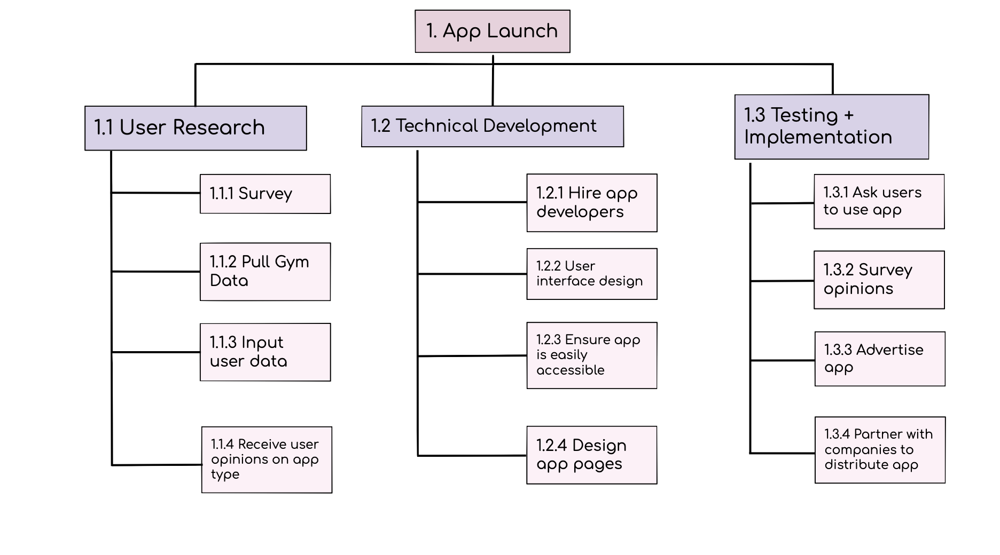 1. App Launch
1.1 User Research
1.1.1 Survey
1.1.2 Pull Gym
Data
1.1.3 Input
user data
1.1.4 Receive user
opinions on app
type
1.2 Technical Development
1.2.1 Hire app
developers
1.2.2 User
interface design
1.2.3 Ensure app
is easily
accessible
1.2.4 Design
app pages
1.3 Testing +
Implementation
1.3.1 Ask users
to use app
1.3.2 Survey
opinions
1.3.3 Advertise
app
1.3.4 Partner with
companies to
distribute app